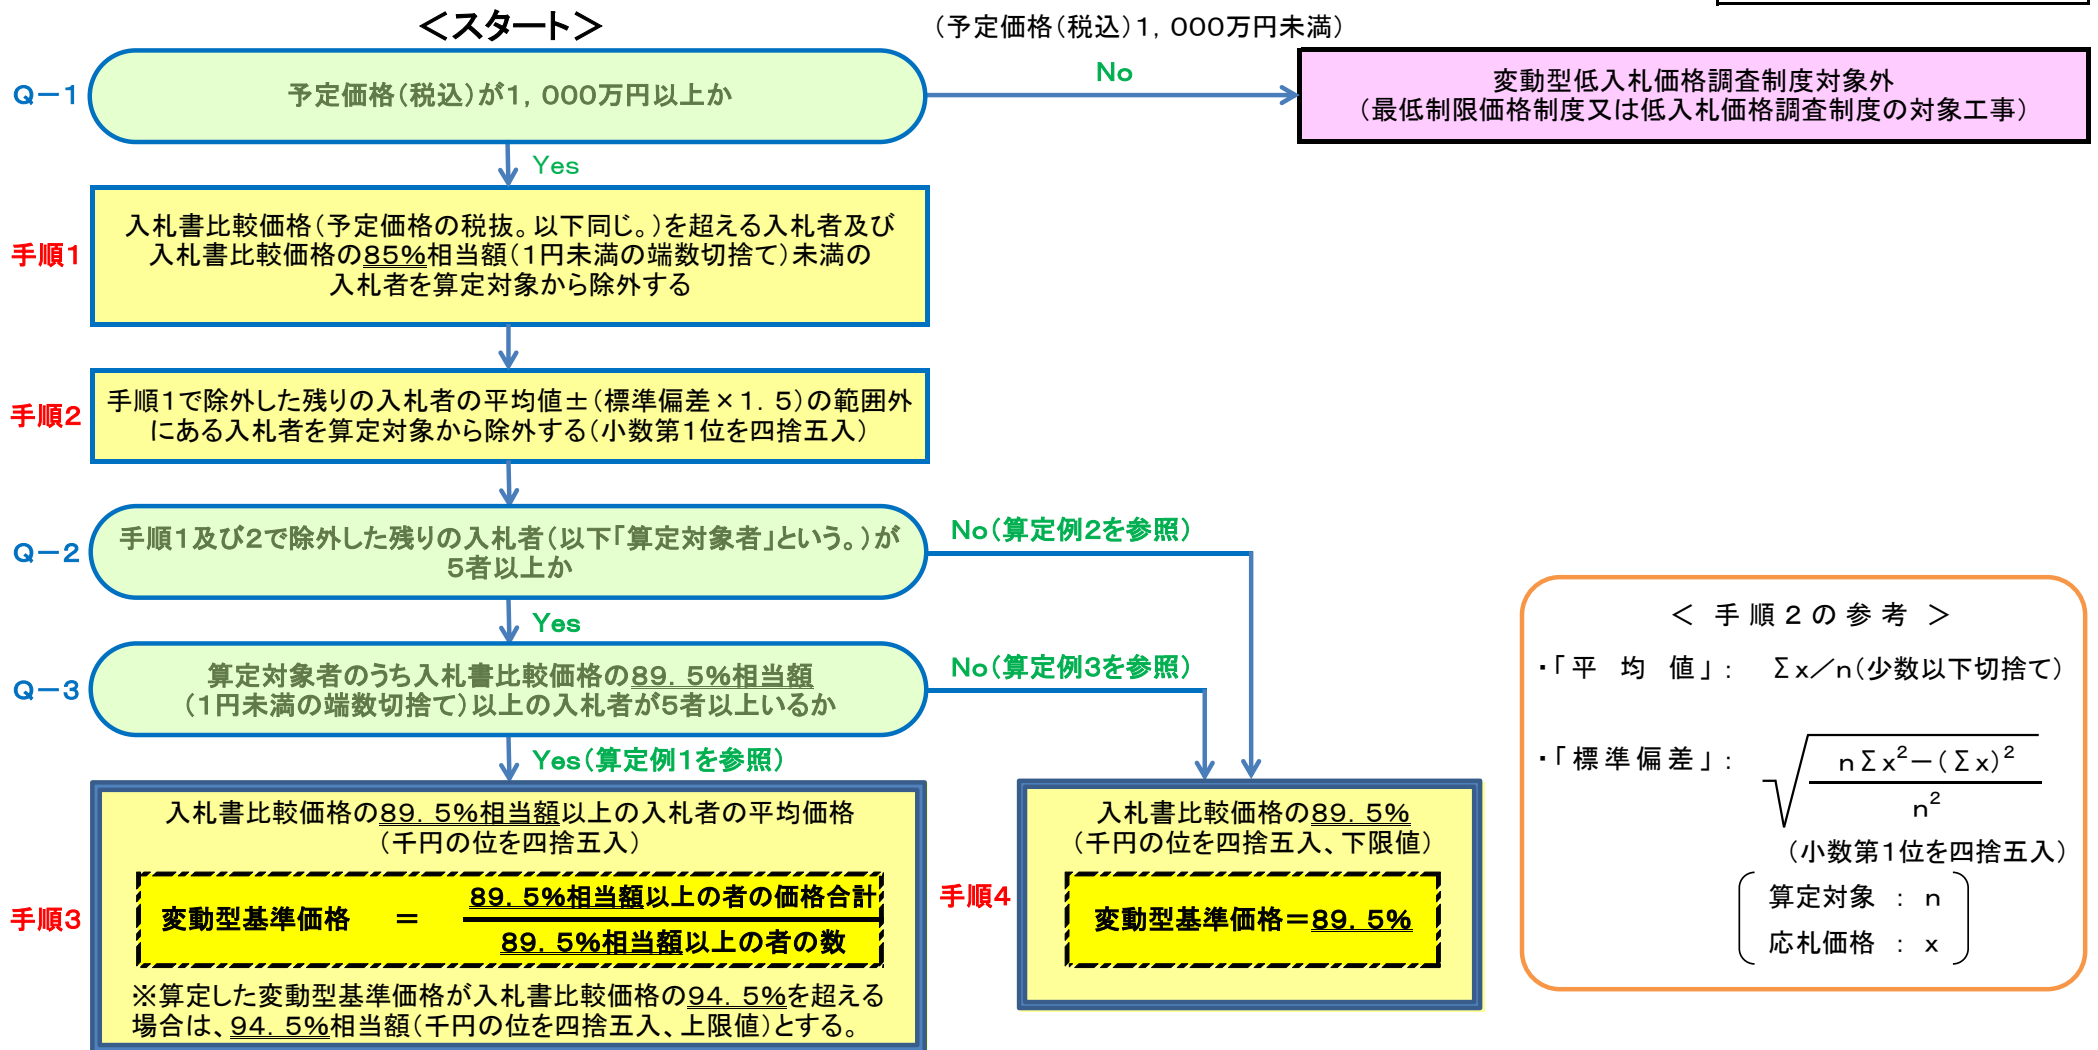 ＜スタート＞
（予定価格（税込）1，000万円未満）
Q－1
予定価格（税込）が1，000万円以上か
No
変動型低入札価格調査制度対象外
（最低制限価格制度又は低入札価格調査制度の対象工事）
Yes
手順1
入札書比較価格（予定価格の税抜。以下同じ。）を超える入札者及び
入札書比較価格の85％相当額（1円未満の端数切捨て）未満の
入札者を算定対象から除外する
手順2
手順1で除外した残りの入札者の平均値±（標準偏差×1．5）の範囲外
にある入札者を算定対象から除外する（小数第1位を四捨五入）
Q－2
手順1及び2で除外した残りの入札者（以下「算定対象者」という。）が
5者以上か
No（算定例2を参照）
Yes
Q－3
算定対象者のうち入札書比較価格の89．5％相当額
（1円未満の端数切捨て）以上の入札者が5者以上いるか
No（算定例3を参照）
Yes（算定例1を参照）
手順3
入札書比較価格の89．5％相当額以上の入札者の平均価格
（千円の位を四捨五入）
変動型基準価格 ＝ 89．5％相当額以上の者の価格合計
89．5％相当額以上の者の数
※算定した変動型基準価格が入札書比較価格の94．5％を超える
場合は、94．5％相当額（千円の位を四捨五入、上限値）とする。
手順4
入札書比較価格の89．5％
（千円の位を四捨五入、下限値）
変動型基準価格＝89．5％
＜ 手順2の参考 ＞
・「平 均 値」： Σx／n（少数以下切捨て）
・「標準偏差」： √ nΣx²－（Σx）²
n²
（小数第1位を四捨五入）
算定対象 ： n
応札価格 ： x